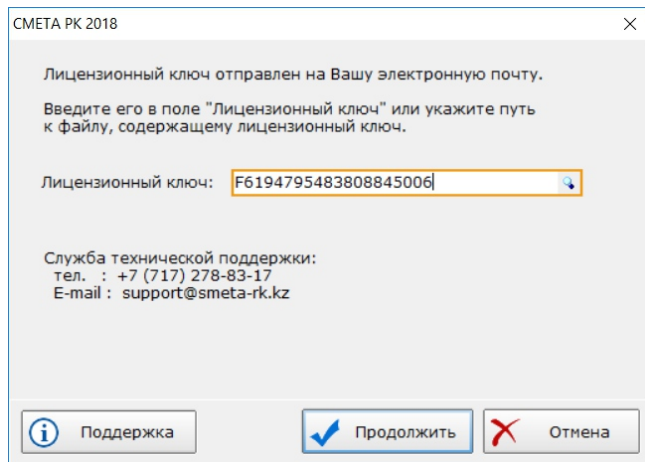 СМЕТА РК 2018
Лицензионный ключ отправлен на Вашу электронную почту.
Введите его в поле "Лицензионный ключ" или укажите путь
к файлу, содержащему лицензионный ключ.
Лицензионный ключ: F6194795483808845006
Служба технической поддержки:
тел. : +7 (717) 278-83-17
E-mail : support@smeta-rk.kz
Поддержка Продолжить Отмена